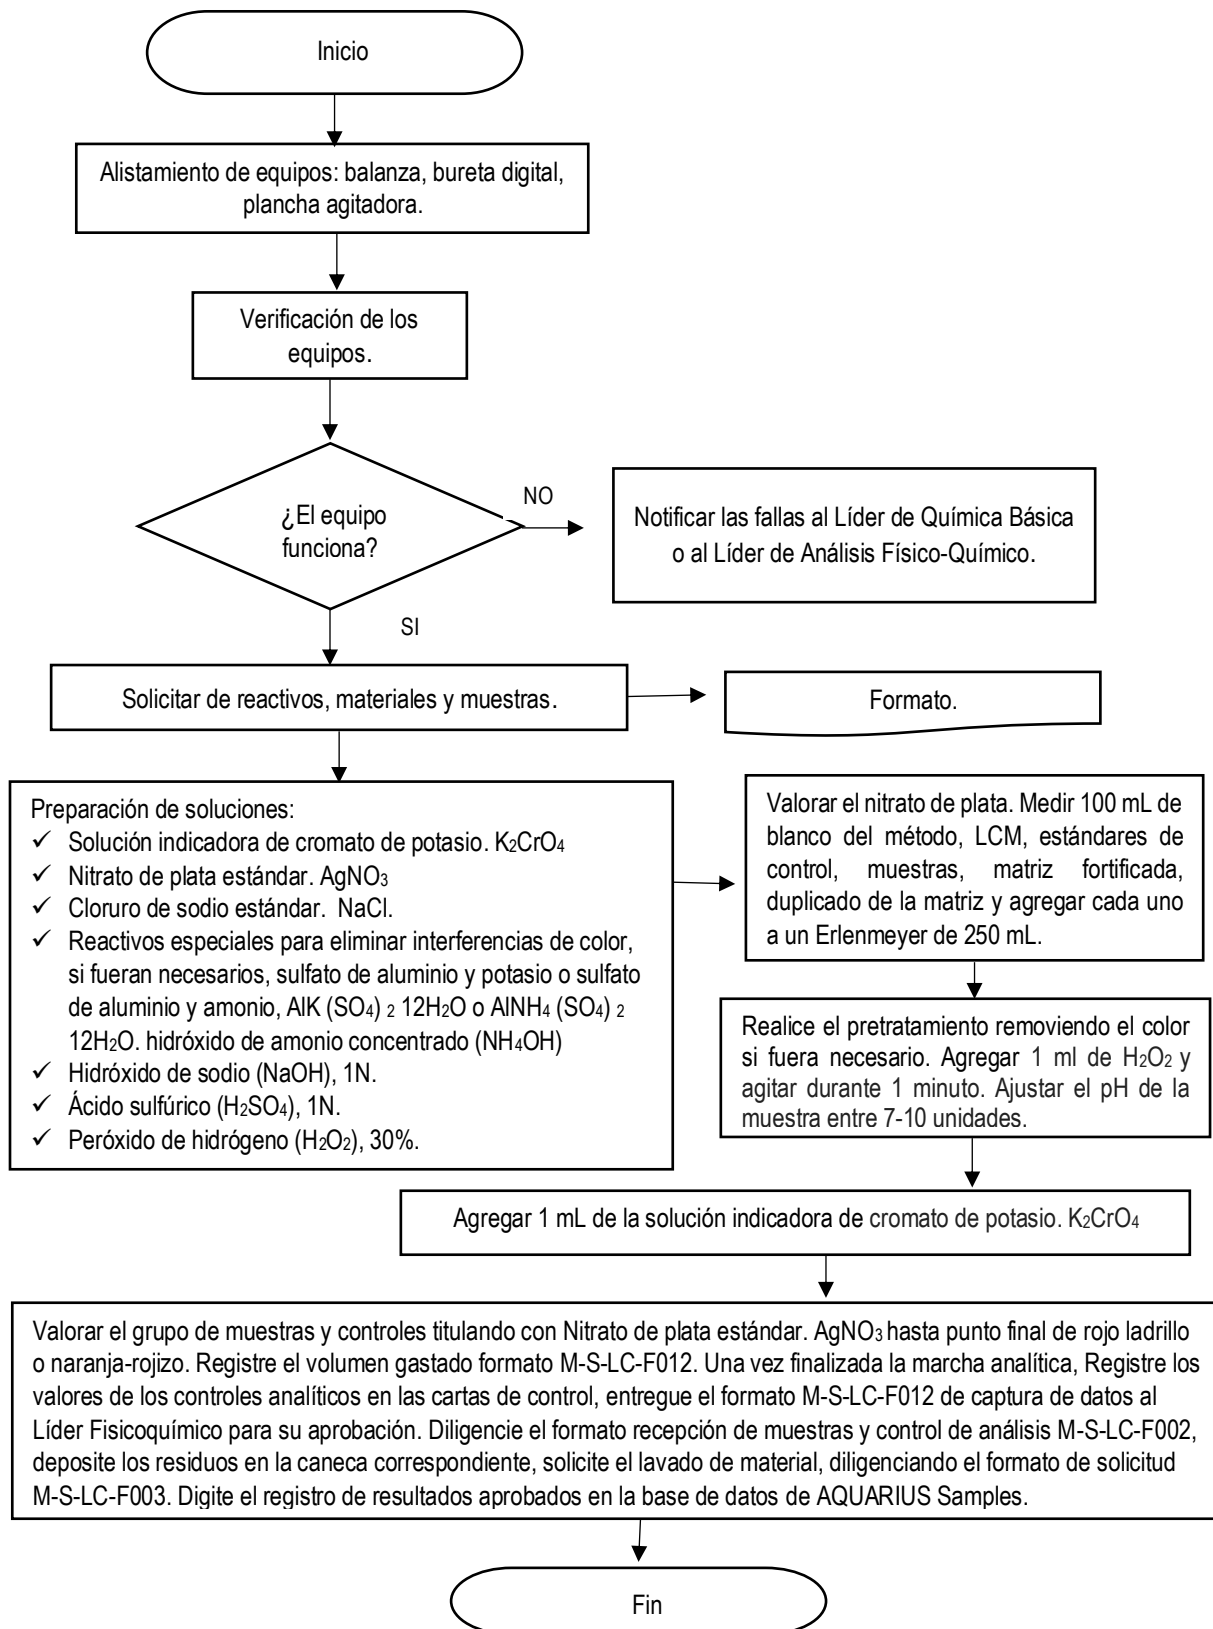 Inicio
Alistamiento de equipos: balanza, bureta digital,
plancha agitadora.
Verificación de los
equipos.
¿El equipo
funciona?
NO
Notificar las fallas al Líder de Química Básica
o al Líder de Análisis Físico-Químico.
SI
Solicitar de reactivos, materiales y muestras.
Formato.
Preparación de soluciones:
✓ Solución indicadora de cromato de potasio. K₂CrO₄
✓ Nitrato de plata estándar. AgNO₃
✓ Cloruro de sodio estándar. NaCl.
✓ Reactivos especiales para eliminar interferencias de color,
si fueran necesarios, sulfato de aluminio y potasio o sulfato
de aluminio y amonio, AlK (SO₄) ₂ 12H₂O o AlNH₄ (SO₄) ₂
12H₂O. hidróxido de amonio concentrado (NH₄OH)
✓ Hidróxido de sodio (NaOH), 1N.
✓ Ácido sulfúrico (H₂SO₄), 1N.
✓ Peróxido de hidrógeno (H₂O₂), 30%.
Valorar el nitrato de plata. Medir 100 mL de
blanco del método, LCM, estándares de
control, muestras, matriz fortificada,
duplicado de la matriz y agregar cada uno
a un Erlenmeyer de 250 mL.
Realice el pretratamiento removiendo el color
si fuera necesario. Agregar 1 ml de H₂O₂ y
agitar durante 1 minuto. Ajustar el pH de la
muestra entre 7-10 unidades.
Agregar 1 mL de la solución indicadora de cromato de potasio. K₂CrO₄
Valorar el grupo de muestras y controles titulando con Nitrato de plata estándar. AgNO₃ hasta punto final de rojo ladrillo
o naranja-rojizo. Registre el volumen gastado formato M-S-LC-F012. Una vez finalizada la marcha analítica, Registre los
valores de los controles analíticos en las cartas de control, entregue el formato M-S-LC-F012 de captura de datos al
Líder Fisicoquímico para su aprobación. Diligencie el formato recepción de muestras y control de análisis M-S-LC-F002,
deposite los residuos en la caneca correspondiente, solicite el lavado de material, diligenciando el formato de solicitud
M-S-LC-F003. Digite el registro de resultados aprobados en la base de datos de AQUARIUS Samples.
Fin